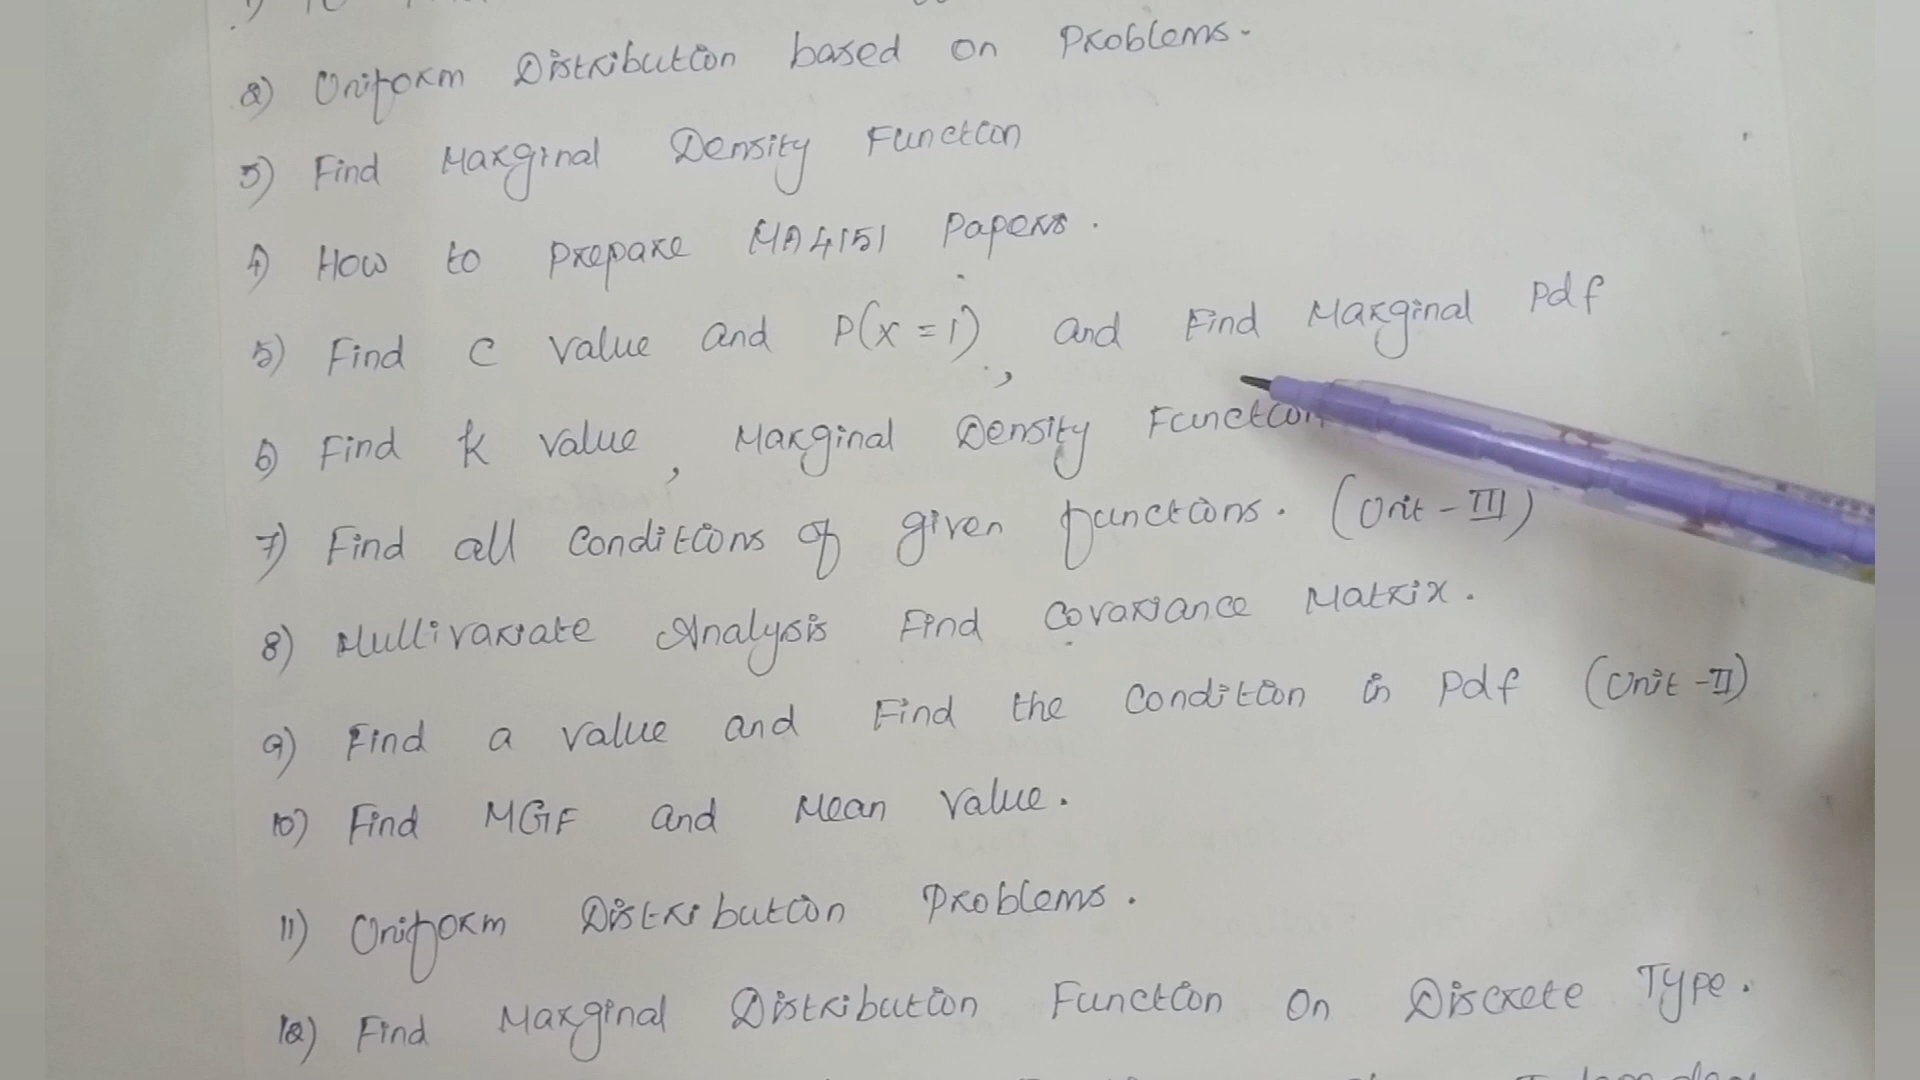 2) Uniform Distribution based on Problems.
3) Find Marginal Density Function
4) How to prepare MA4151 Papers.
5) Find c value and P(x=1), and Find Marginal Pdf
6) Find k value, Marginal Density Function
7) Find all Conditions of given functions. (Unit-III)
8) Multivariate Analysis Find Covariance Matrix.
9) Find a value and Find the Condition in Pdf (Unit-II)
10) Find MGF and Mean Value.
11) Uniform Distribution Problems.
12) Find Marginal Distribution Function on Discrete Type.